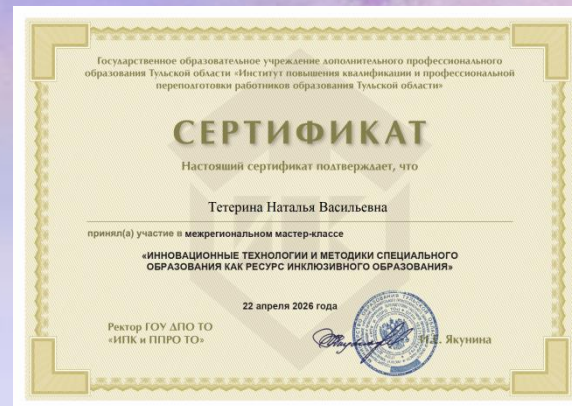 Государственное образовательное учреждение дополнительного профессионального
образования Тульской области «Институт повышения квалификации и профессиональной
переподготовки работников образования Тульской области»
СЕРТИФИКАТ
Настоящий сертификат подтверждает, что
Тетерина Наталья Васильевна
принял(а) участие в межрегиональном мастер-классе
«ИННОВАЦИОННЫЕ ТЕХНОЛОГИИ И МЕТОДИКИ СПЕЦИАЛЬНОГО
ОБРАЗОВАНИЯ КАК РЕСУРС ИНКЛЮЗИВНОГО ОБРАЗОВАНИЯ»
22 апреля 2026 года
Ректор ГОУ ДПО ТО
«ИПК и ППРО ТО»
И.Е. Якунина